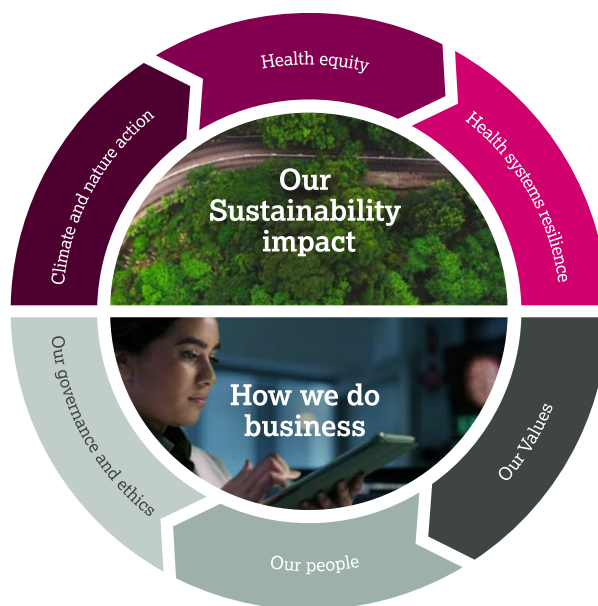 Health equity
Climate and nature action
Health systems resilience
Our
Sustainability
impact
How we do
business
Our governance and ethics
Our Values
Our people